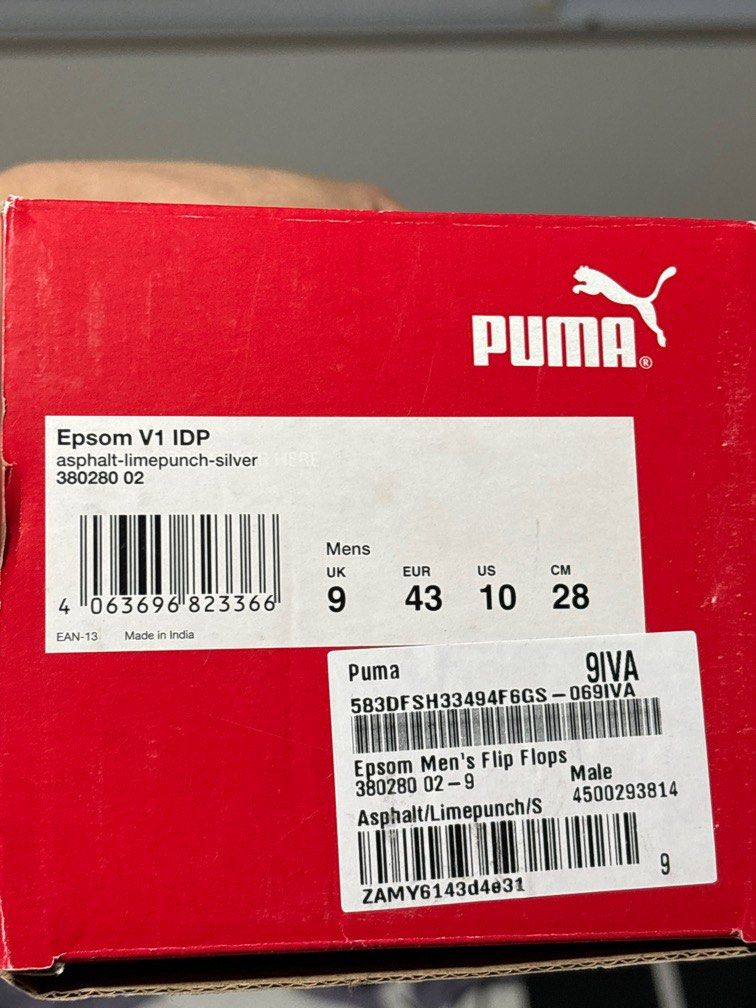 PUMA®
Epsom V1 IDP
asphalt-limepunch-silver
HERE
380280 02
Mens
UK EUR US CM
9 43 10 28
4 063696 823366
EAN-13 Made in India
Puma 9IVA
583DFSH33494F6GS-069IVA
Epsom Men's Flip Flops
380280 02-9 Male
4500293814
Asphalt/Limepunch/S
9
ZAMY6143d4e31